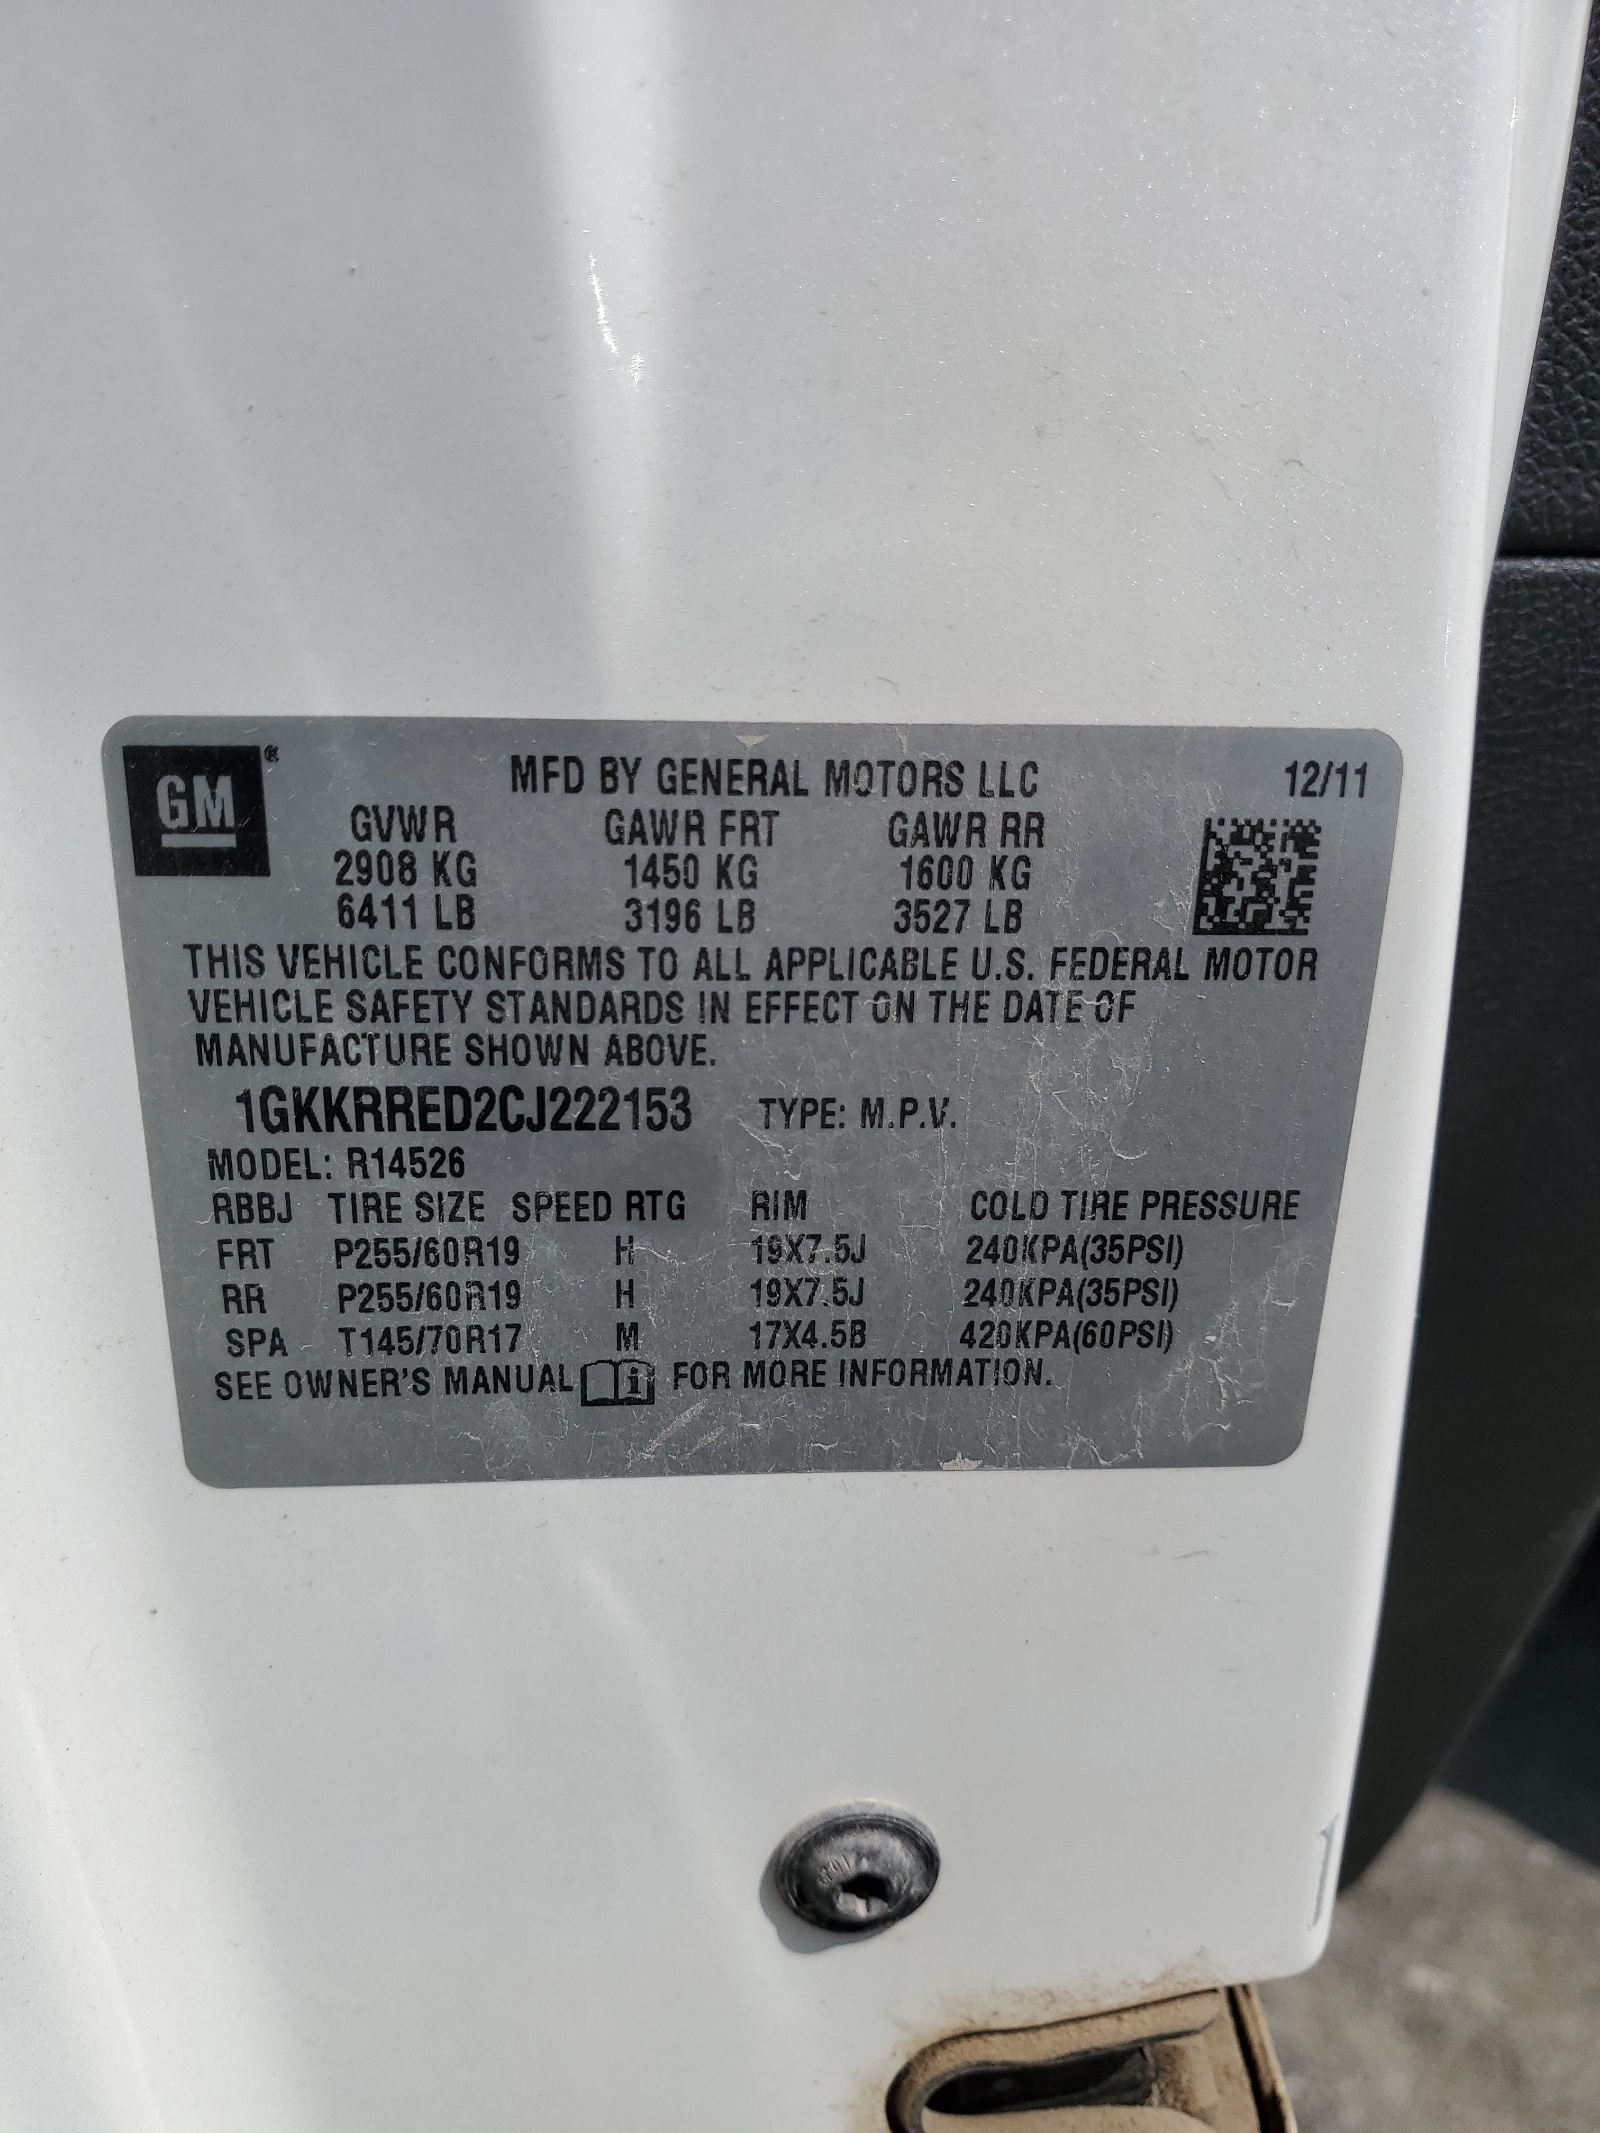 GM® MFD BY GENERAL MOTORS LLC 12/11
GVWR GAWR FRT GAWR RR
2908 KG 1450 KG 1600 KG
6411 LB 3196 LB 3527 LB
THIS VEHICLE CONFORMS TO ALL APPLICABLE U.S. FEDERAL MOTOR
VEHICLE SAFETY STANDARDS IN EFFECT ON THE DATE OF
MANUFACTURE SHOWN ABOVE.
1GKKRRED2CJ222153 TYPE: M.P.V.
MODEL: R14526
RBBJ TIRE SIZE SPEED RTG RIM COLD TIRE PRESSURE
FRT P255/60R19 H 19X7.5J 240KPA(35PSI)
RR P255/60R19 H 19X7.5J 240KPA(35PSI)
SPA T145/70R17 M 17X4.5B 420KPA(60PSI)
SEE OWNER'S MANUAL FOR MORE INFORMATION.